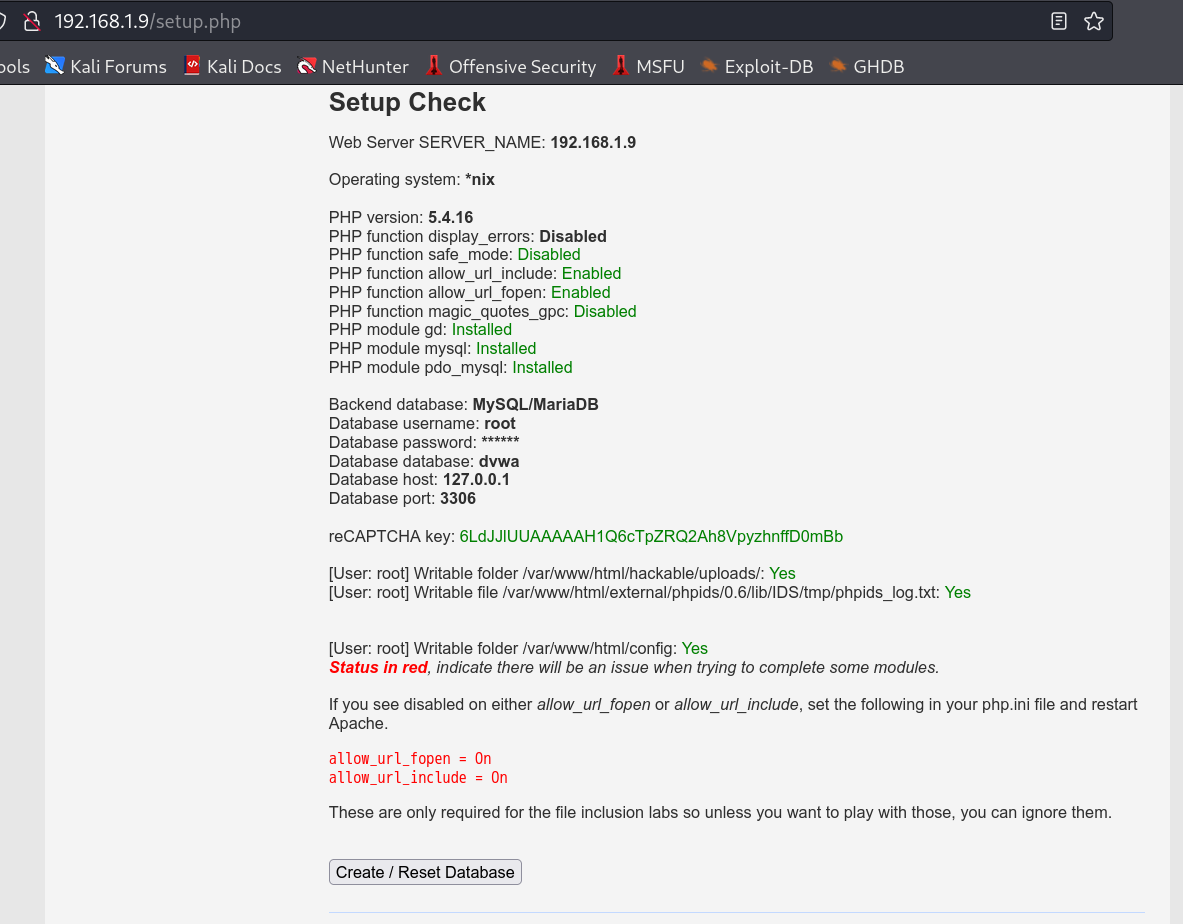 192.168.1.9/setup.php
ools Kali Forums Kali Docs NetHunter Offensive Security MSFU Exploit-DB GHDB
Setup Check
Web Server SERVER_NAME: 192.168.1.9
Operating system: *nix
PHP version: 5.4.16
PHP function display_errors: Disabled
PHP function safe_mode: Disabled
PHP function allow_url_include: Enabled
PHP function allow_url_fopen: Enabled
PHP function magic_quotes_gpc: Disabled
PHP module gd: Installed
PHP module mysql: Installed
PHP module pdo_mysql: Installed
Backend database: MySQL/MariaDB
Database username: root
Database password: ******
Database database: dvwa
Database host: 127.0.0.1
Database port: 3306
reCAPTCHA key: 6LdJJlUUAAAAAH1Q6cTpZRQ2Ah8VpyzhnffD0mBb
[User: root] Writable folder /var/www/html/hackable/uploads/: Yes
[User: root] Writable file /var/www/html/external/phpids/0.6/lib/IDS/tmp/phpids_log.txt: Yes
[User: root] Writable folder /var/www/html/config: Yes
Status in red, indicate there will be an issue when trying to complete some modules.
If you see disabled on either allow_url_fopen or allow_url_include, set the following in your php.ini file and restart
Apache.
allow_url_fopen = On
allow_url_include = On
These are only required for the file inclusion labs so unless you want to play with those, you can ignore them.
Create / Reset Database